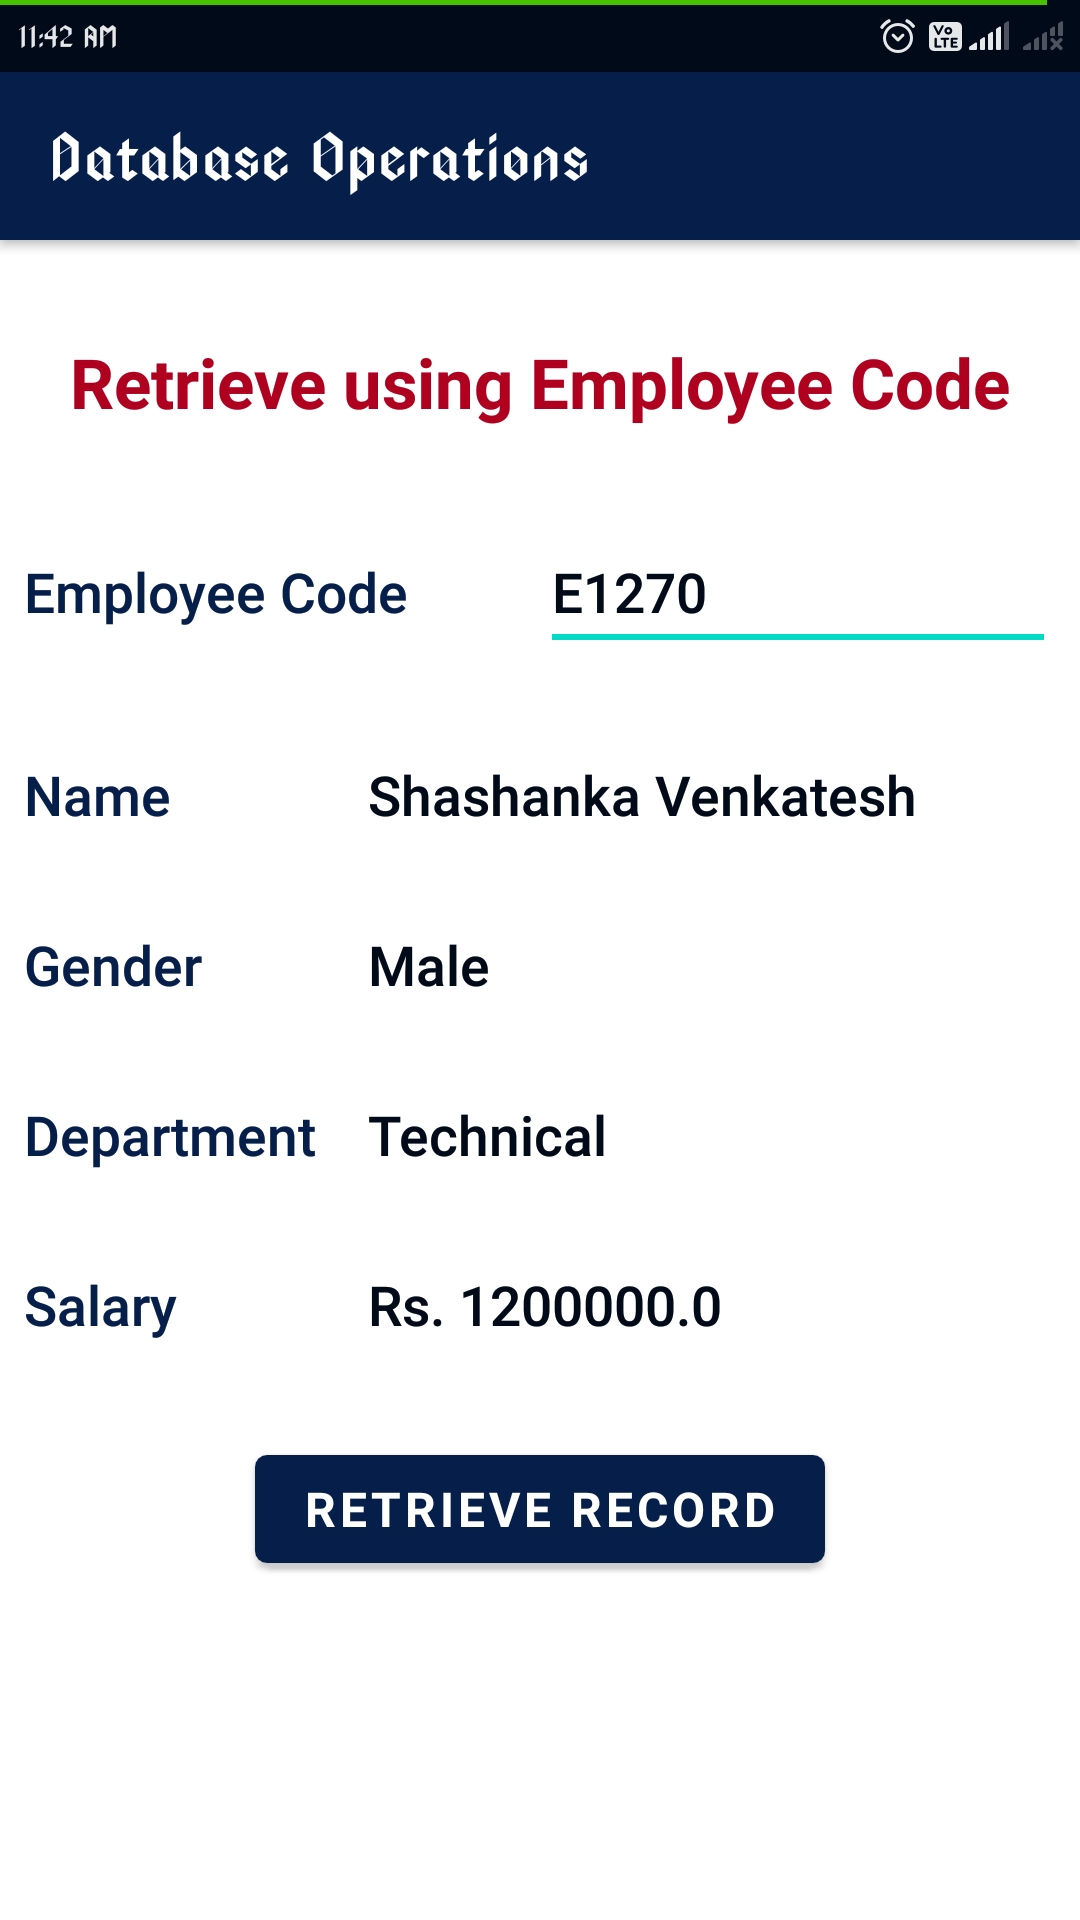 11:42 AM
Vo LTE
Database Operations
Retrieve using Employee Code
Employee Code E1270
Name Shashanka Venkatesh
Gender Male
Department Technical
Salary Rs. 1200000.0
RETRIEVE RECORD